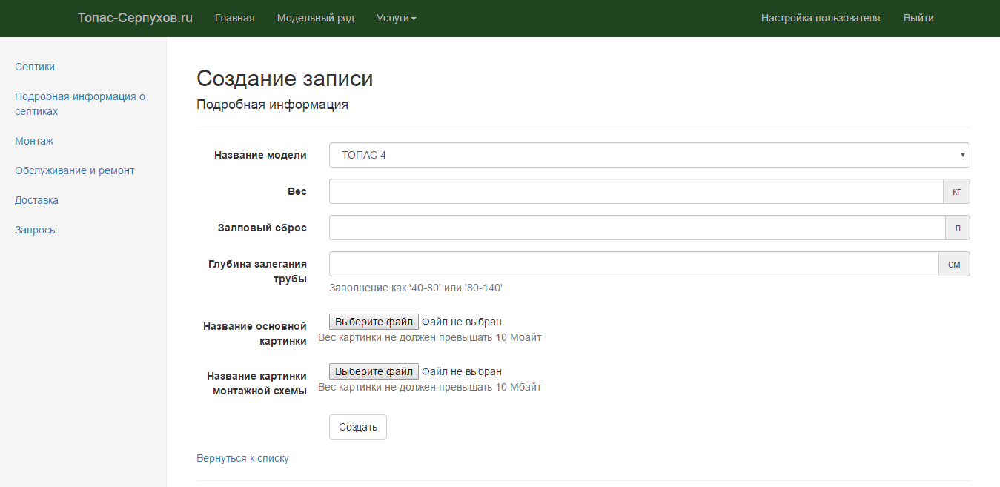 Топас-Серпухов.ru Главная Модельный ряд Услуги Настройка пользователя Выйти
Септики
Подробная информация о
септиках
Монтаж
Обслуживание и ремонт
Доставка
Запросы
Создание записи
Подробная информация
Название модели ТОПАС 4
Вес кг
Залповый сброс л
Глубина залегания
трубы см
Заполнение как '40-80' или '80-140'
Название основной
картинки
Выберите файл Файл не выбран
Вес картинки не должен превышать 10 Мбайт
Название картинки
монтажной схемы
Выберите файл Файл не выбран
Вес картинки не должен превышать 10 Мбайт
Создать
Вернуться к списку